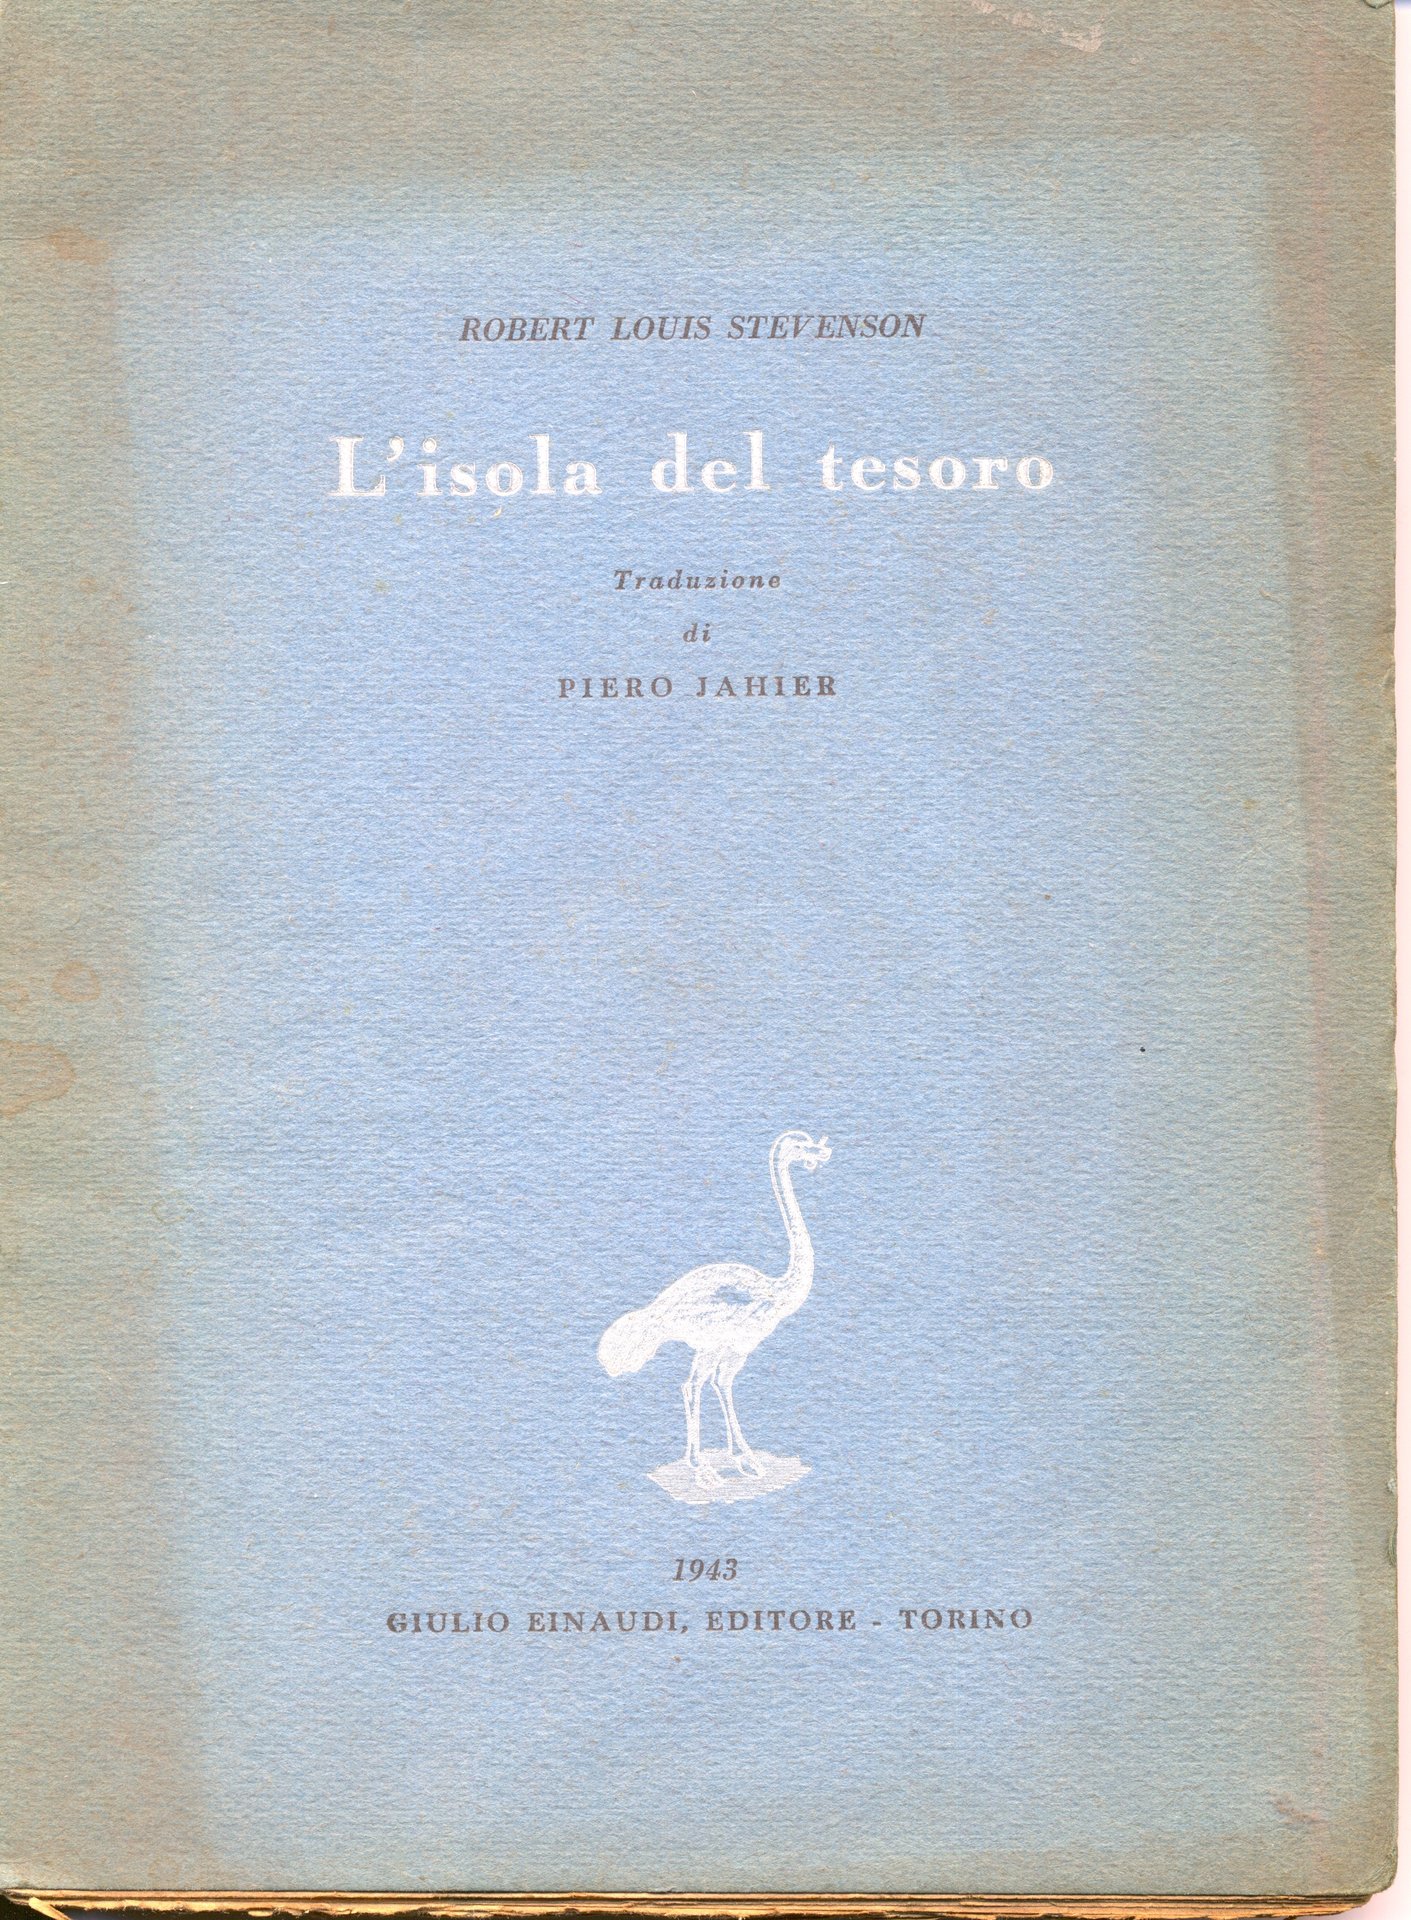 ROBERT LOUIS STEVENSON
L'isola del tesoro
Traduzione
di
PIERO JAHIER
1943
GIULIO EINAUDI, EDITORE - TORINO